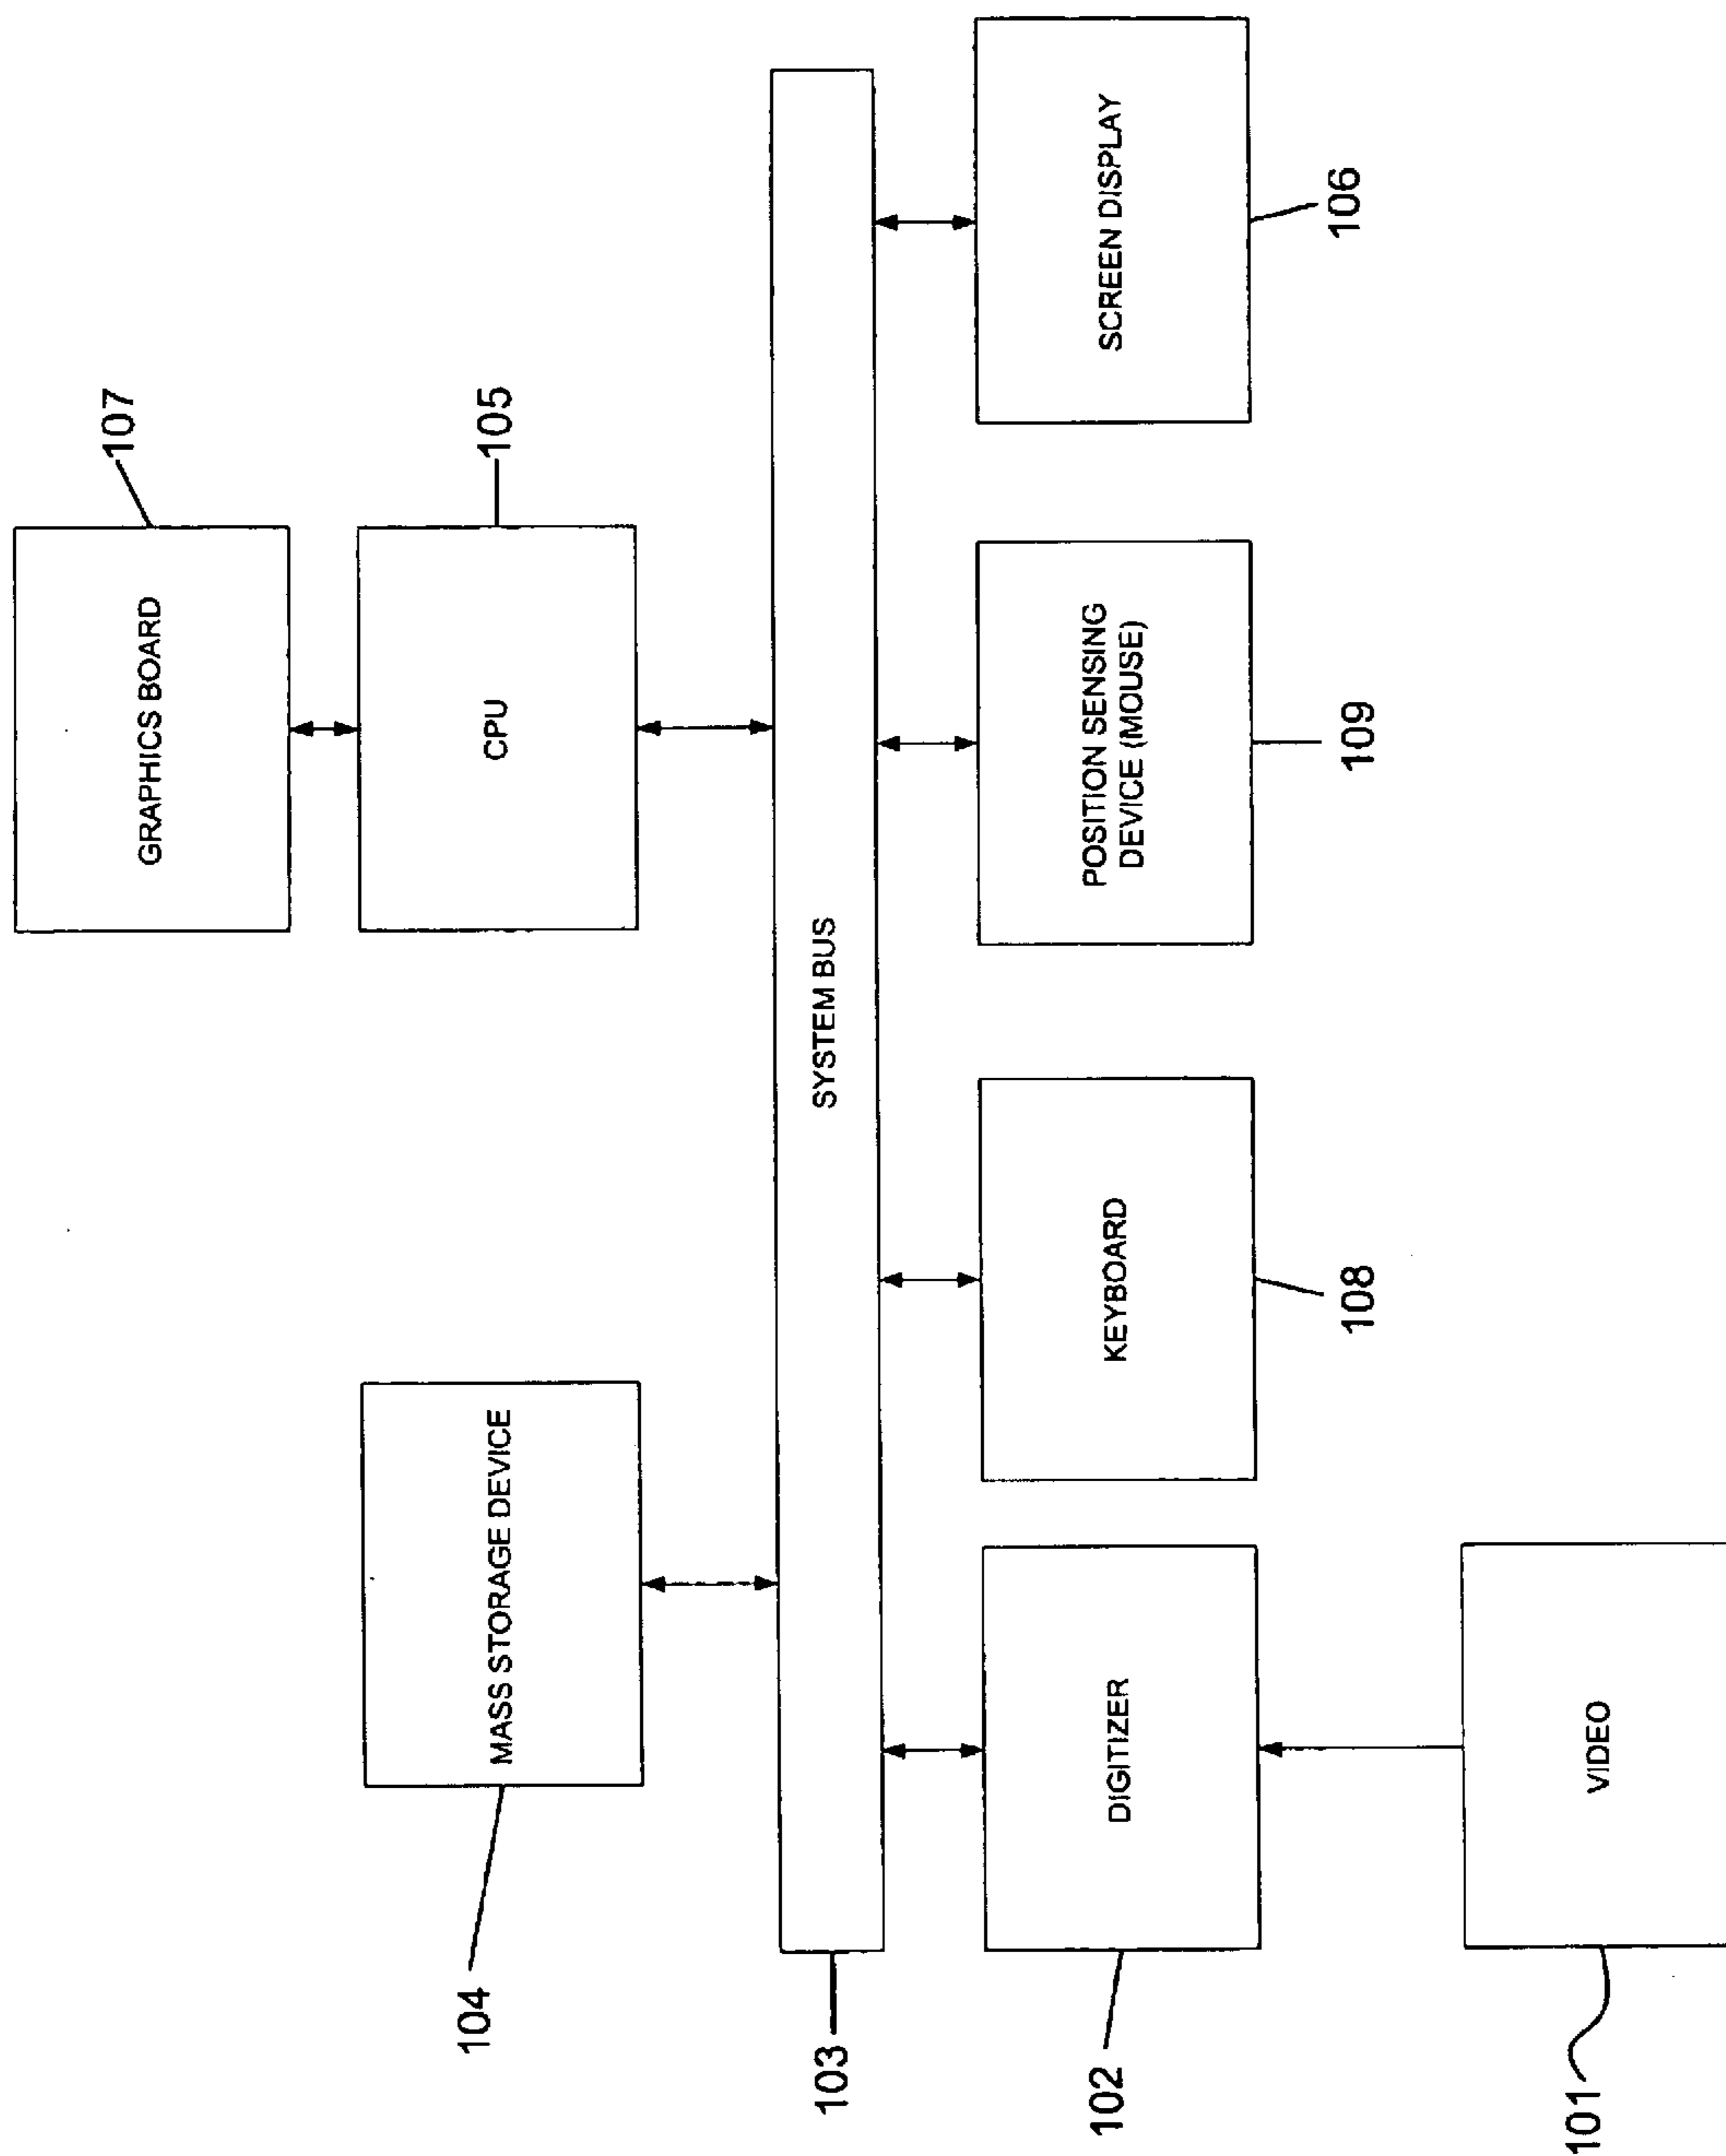 107
GRAPHICS BOARD
105
CPU
104
MASS STORAGE DEVICE
103
SYSTEM BUS
102
DIGITIZER
108
KEYBOARD
109
POSITION SENSING
DEVICE (MOUSE)
106
SCREEN DISPLAY
101
VIDEO